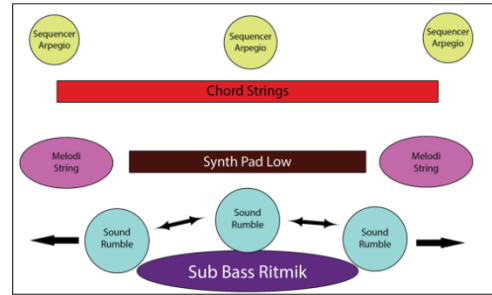 Sequencer
Arpegio
Sequencer
Arpegio
Sequencer
Arpegio
Chord Strings
Melodi
String
Synth Pad Low
Melodi
String
Sound
Rumble
Sound
Rumble
Sound
Rumble
Sub Bass Ritmik